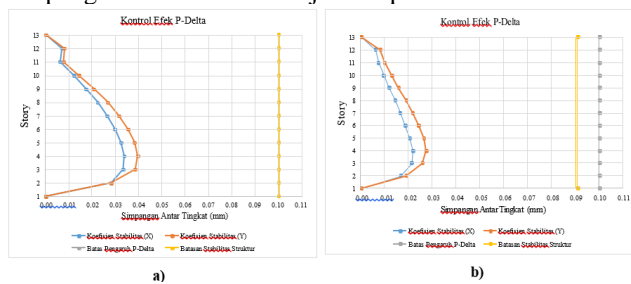 Kontrol Efek P-Delta
13
12
11
10
9
8
7
6
5
4
3
2
1
Story
0.00 0.01 0.02 0.03 0.04 0.05 0.06 0.07 0.08 0.09 0.10 0.11
Simpangan Antar Tingkat (mm)
Koefisien Stabilitas (X)
Koefisien Stabilitas (Y)
Batas Pengaruh P-Delta
Batasan Stabilitas Struktur
a)
Kontrol Efek P-Delta
13
12
11
10
9
8
7
6
5
4
3
2
1
Story
0.00 0.01 0.02 0.03 0.04 0.05 0.06 0.07 0.08 0.09 0.10 0.11
Simpangan Antar Tingkat (mm)
Koefisien Stabilitas (X)
Koefisien Stabilitas (Y)
Batas Pengaruh P-Delta
Batasan Stabilitas Struktur
b)